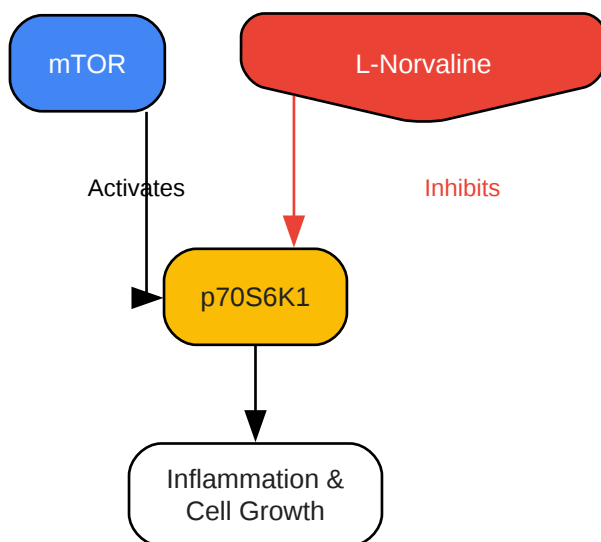 mTOR
L-Norvaline
Activates
Inhibits
p70S6K1
Inflammation &
Cell Growth